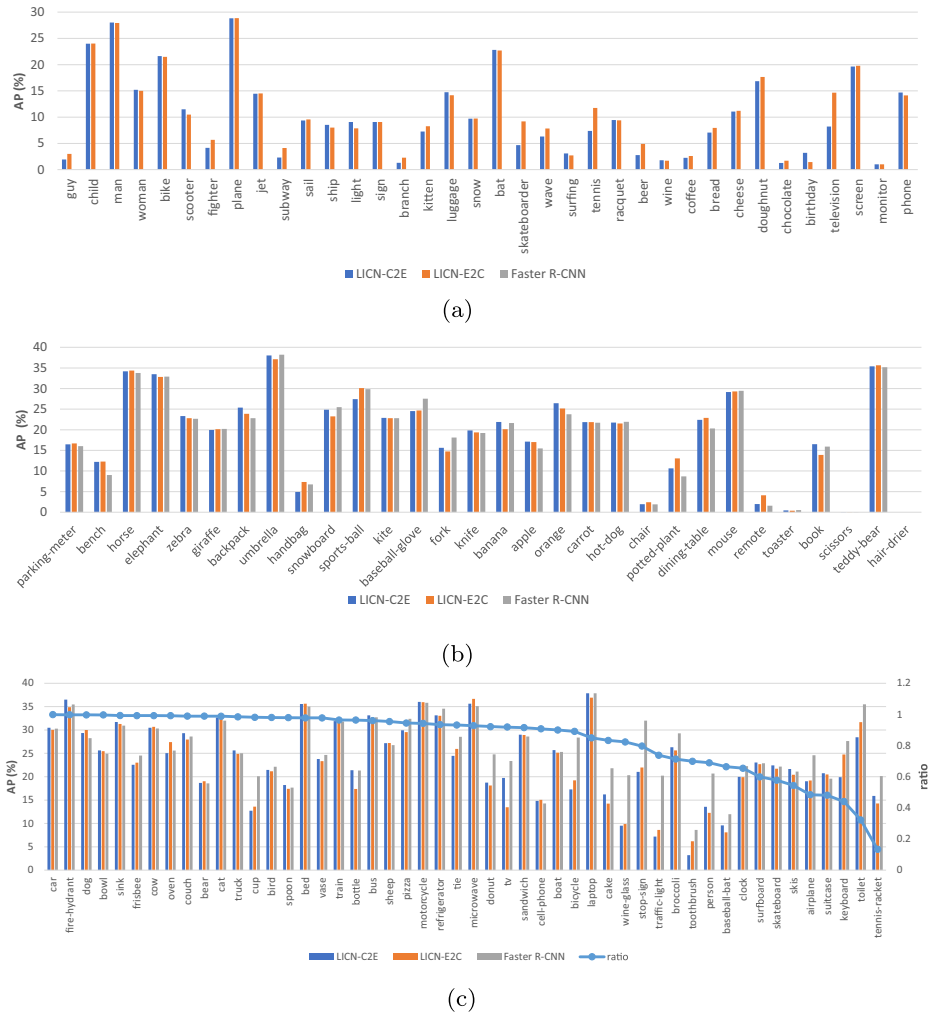 30
25
20
15
10
5
0
AP (%)
guy child man woman bike scooter fighter plane jet subway sail ship light sign branch kitten luggage snow bat skateboarder wave surfing tennis racquet beer wine coffee bread cheese doughnut chocolate birthday television screen monitor phone
LICN-C2E LICN-E2C Faster R-CNN
(a)
40
35
30
25
20
15
10
5
0
AP (%)
parking-meter bench horse elephant zebra giraffe backpack umbrella handbag snowboard sports-ball kite baseball-glove fork knife banana apple orange carrot hot-dog chair potted-plant dining-table mouse remote toaster book scissors teddy-bear hair-drier
LICN-C2E LICN-E2C Faster R-CNN
(b)
40 1.2
35 1
30
25 0.8
20 0.6
15 0.4
10
5 0.2
0 0
AP (%)
ratio
car fire-hydrant dog bowl sink frisbee cow oven couch bear cat truck cup bird spoon bed vase train bottle bus sheep pizza motorcycle refrigerator tie microwave donut tv sandwich cell-phone boat bicycle laptop cake wine-glass stop-sign traffic-light broccoli toothbrush person baseball-bat clock surfboard skateboard skis airplane suitcase keyboard toilet tennis-racket
LICN-C2E LICN-E2C Faster R-CNN ratio
(c)